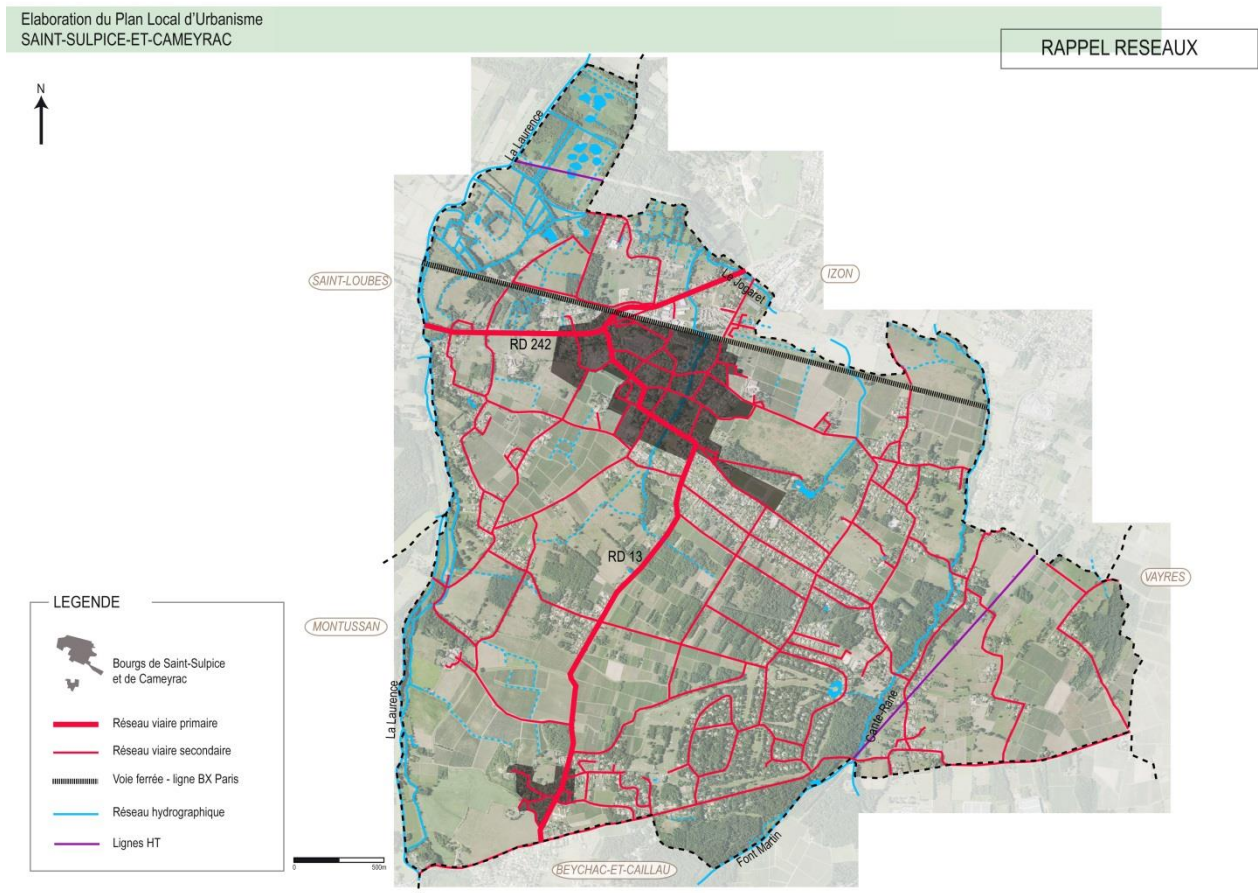 Elaboration du Plan Local d'Urbanisme
SAINT-SULPICE-ET-CAMEYRAC
RAPPEL RESEAUX
N
La Laurence
SAINT-LOUBES
IZON
Le Jogaret
RD 242
RD 13
VAYRES
MONTUSSAN
La Laurence
Cante-Rane
Font Martin
BEYCHAC-ET-CAILLAU
LEGENDE
Bourgs de Saint-Sulpice
et de Cameyrac
Réseau viaire primaire
Réseau viaire secondaire
Voie ferrée - ligne BX Paris
Réseau hydrographique
Lignes HT
0
500m